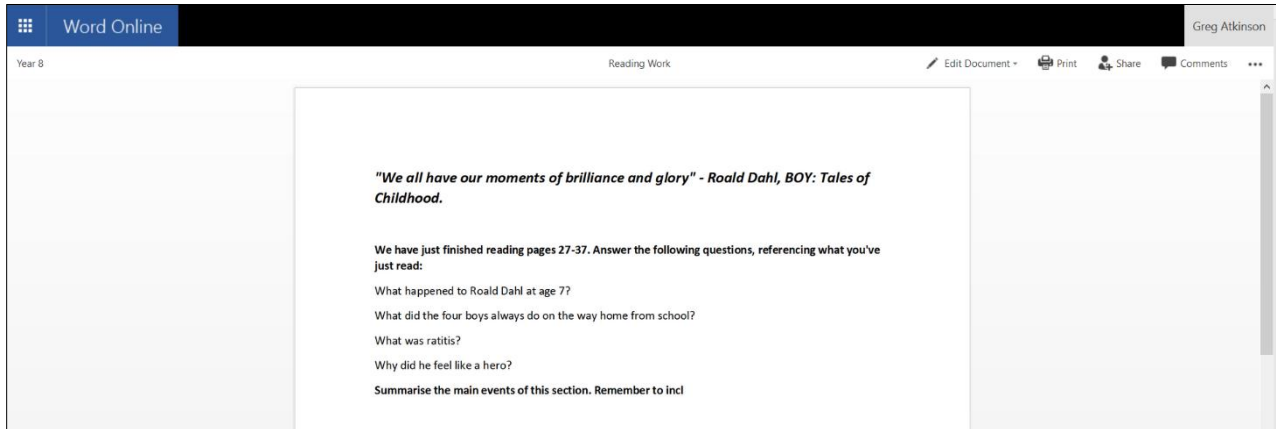 Word Online
Greg Atkinson
Year 8
Reading Work
Edit Document
Print
Share
Comments
"We all have our moments of brilliance and glory" - Roald Dahl, BOY: Tales of
Childhood.
We have just finished reading pages 27-37. Answer the following questions, referencing what you've
just read:
What happened to Roald Dahl at age 7?
What did the four boys always do on the way home from school?
What was ratitis?
Why did he feel like a hero?
Summarise the main events of this section. Remember to incl